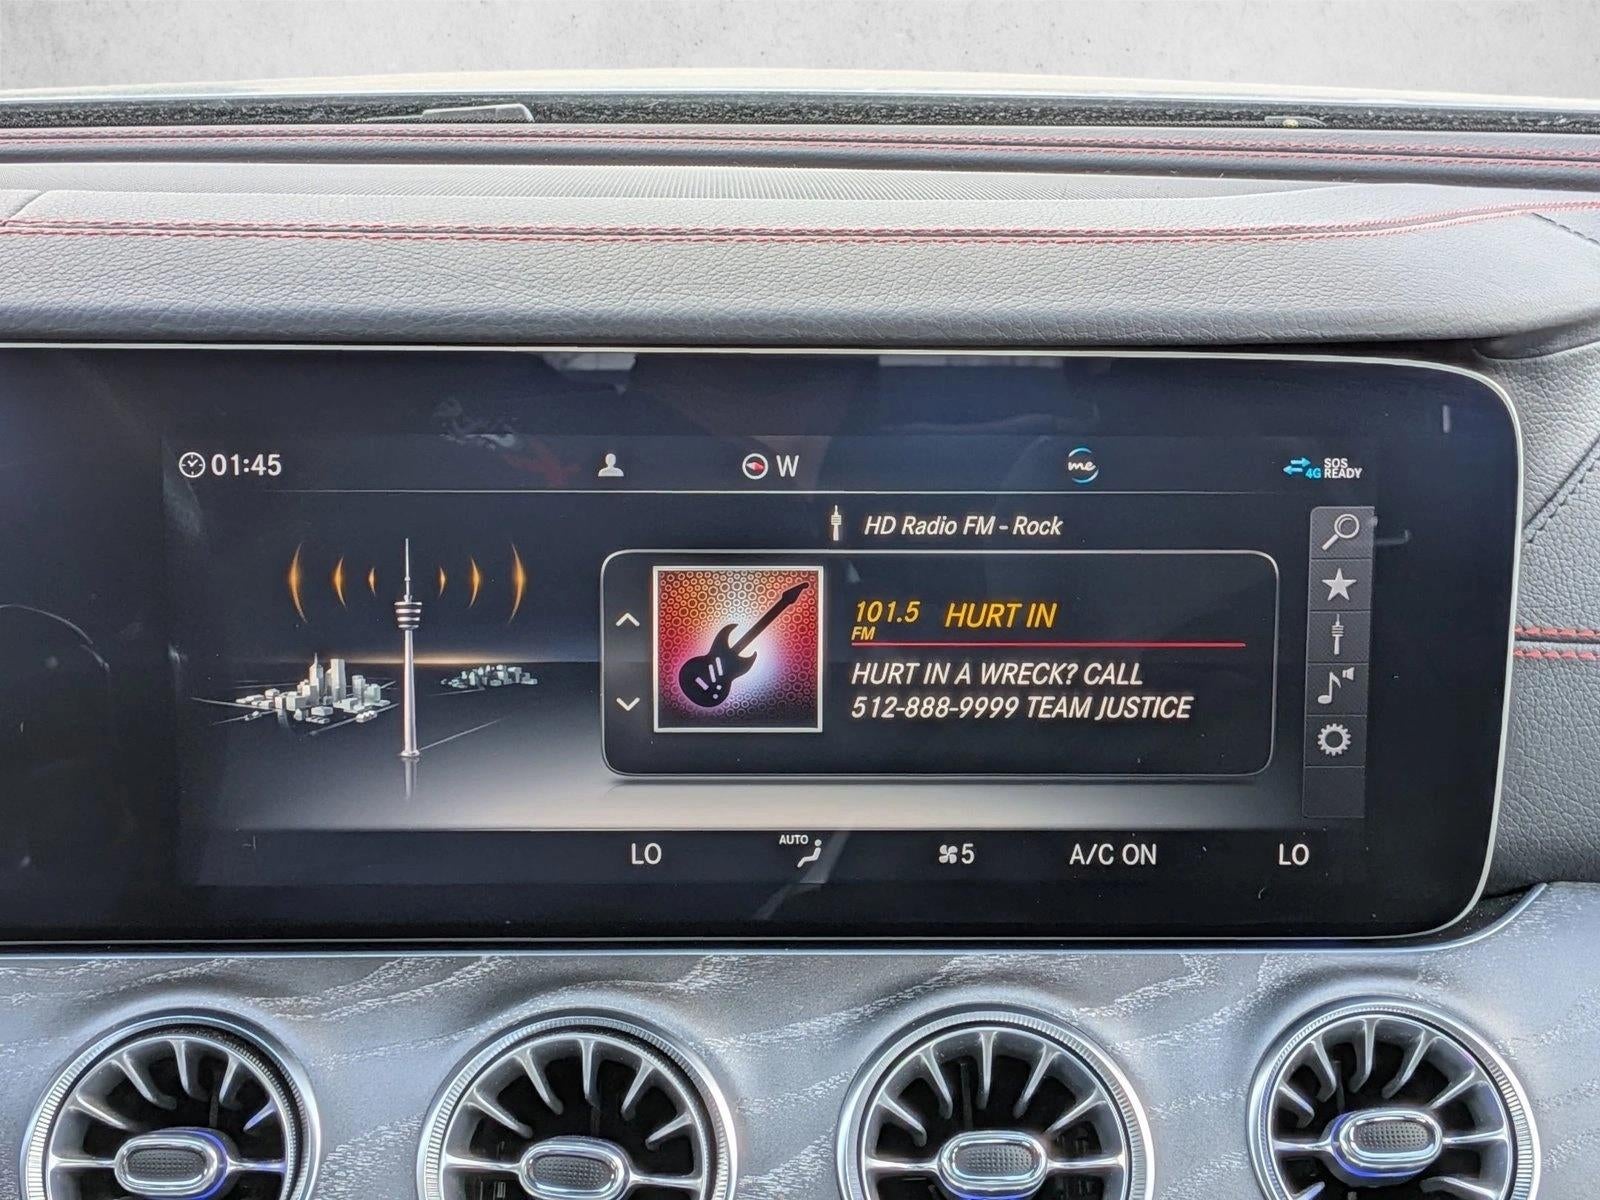 01:45 W me 4G SOS READY
HD Radio FM - Rock
101.5 FM HURT IN
HURT IN A WRECK? CALL
512-888-9999 TEAM JUSTICE
LO AUTO 5 A/C ON LO